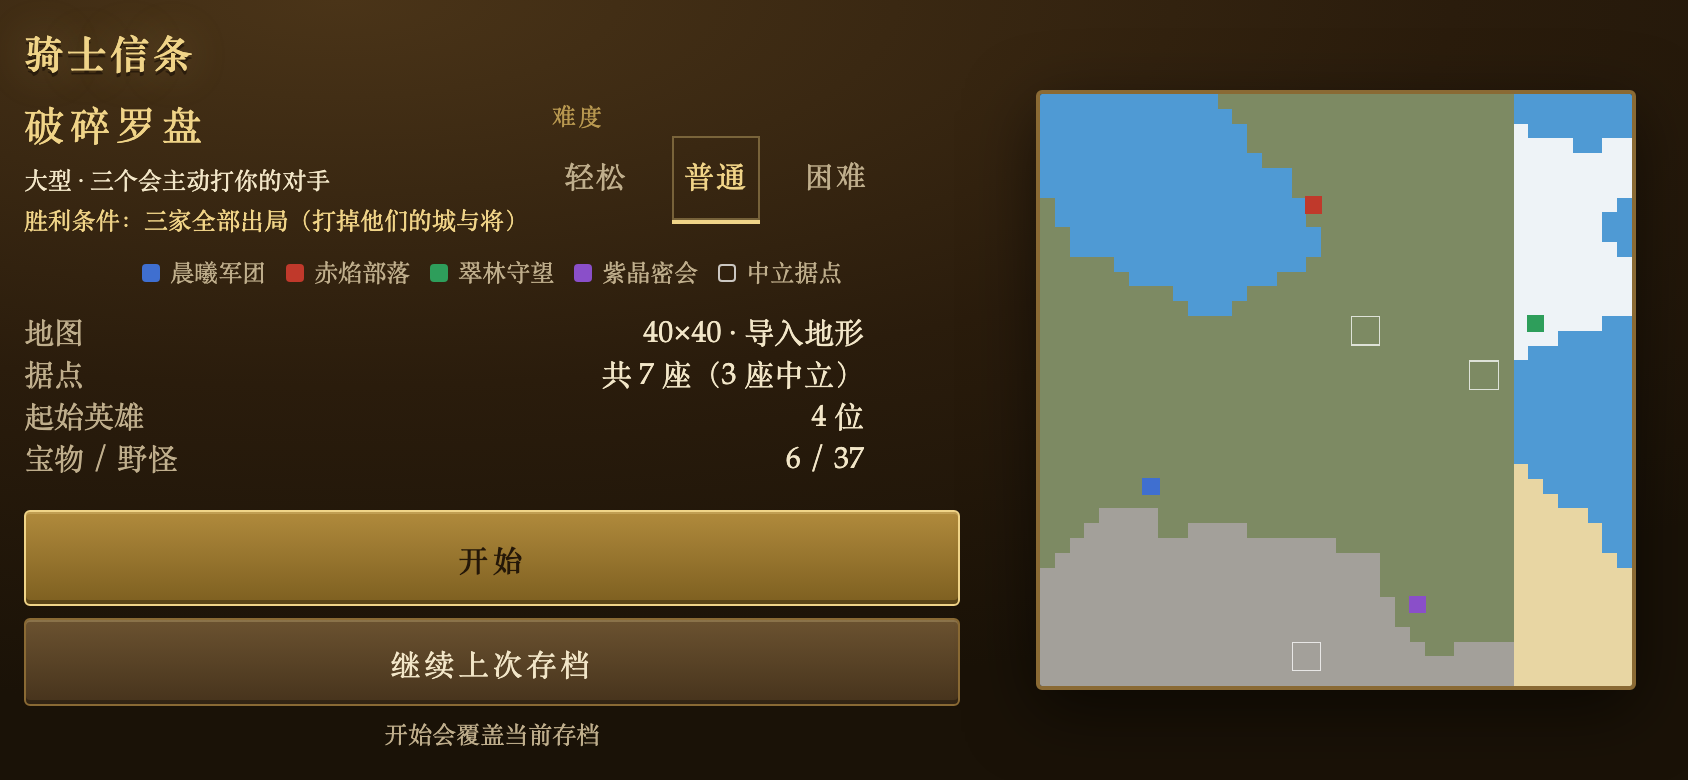 骑士信条
破碎罗盘
大型 · 三个会主动打你的对手
胜利条件：三家全部出局（打掉他们的城与将）
难度
轻松 普通 困难
晨曦军团 赤焰部落 翠林守望 紫晶密会 中立据点
地图 40×40 · 导入地形
据点 共 7 座（3 座中立）
起始英雄 4 位
宝物 / 野怪 6 / 37
开始
继续上次存档
开始会覆盖当前存档